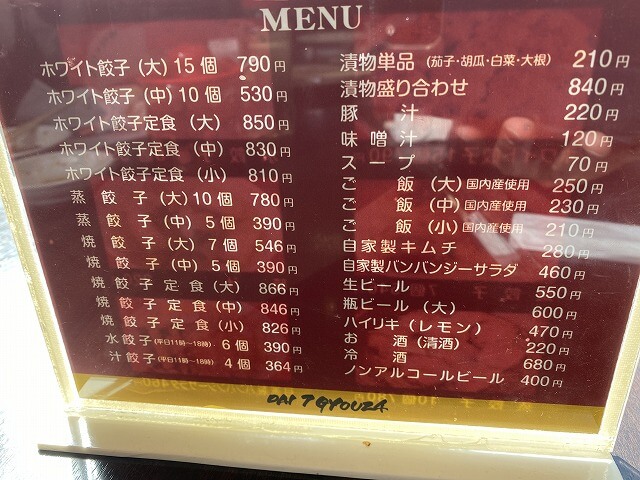 MENU
ホワイト餃子(大)15個 790円
ホワイト餃子(中)10個 530円
ホワイト餃子定食(大) 850円
ホワイト餃子定食(中) 830円
ホワイト餃子定食(小) 810円
蒸餃子(大)10個 780円
蒸餃子(中)5個 390円
焼餃子(大)7個 546円
焼餃子(中)5個 390円
焼餃子定食(大) 866円
焼餃子定食(中) 846円
焼餃子定食(小) 826円
水餃子(平日11時〜18時)6個 390円
汁餃子(平日11時〜18時)4個 364円
漬物単品(茄子・胡瓜・白菜・大根) 210円
漬物盛り合わせ 840円
豚汁 220円
味噌汁 120円
スープ 70円
ご飯(大)国内産使用 250円
ご飯(中)国内産使用 230円
ご飯(小)国内産使用 210円
自家製キムチ 280円
自家製バンバンジーサラダ 460円
生ビール 550円
瓶ビール(大) 600円
ハイリキ(レモン) 470円
お酒(清酒) 220円
冷酒 680円
ノンアルコールビール 400円